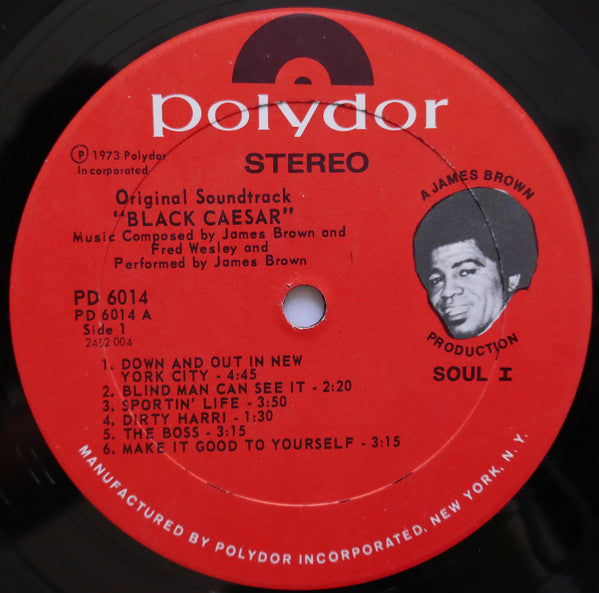 polydor
STEREO
℗ 1973 Polydor
Incorporated
Original Soundtrack
"BLACK CAESAR"
Music Composed by James Brown and
Fred Wesley and
Performed by James Brown
A JAMES BROWN
PRODUCTION
SOUL I
PD 6014
PD 6014 A
Side 1
2452 004
1. DOWN AND OUT IN NEW
YORK CITY - 4:45
2. BLIND MAN CAN SEE IT - 2:20
3. SPORTIN' LIFE - 3:50
4. DIRTY HARRI - 1:30
5. THE BOSS - 3:15
6. MAKE IT GOOD TO YOURSELF - 3:15
MANUFACTURED BY POLYDOR INCORPORATED, NEW YORK, N. Y.